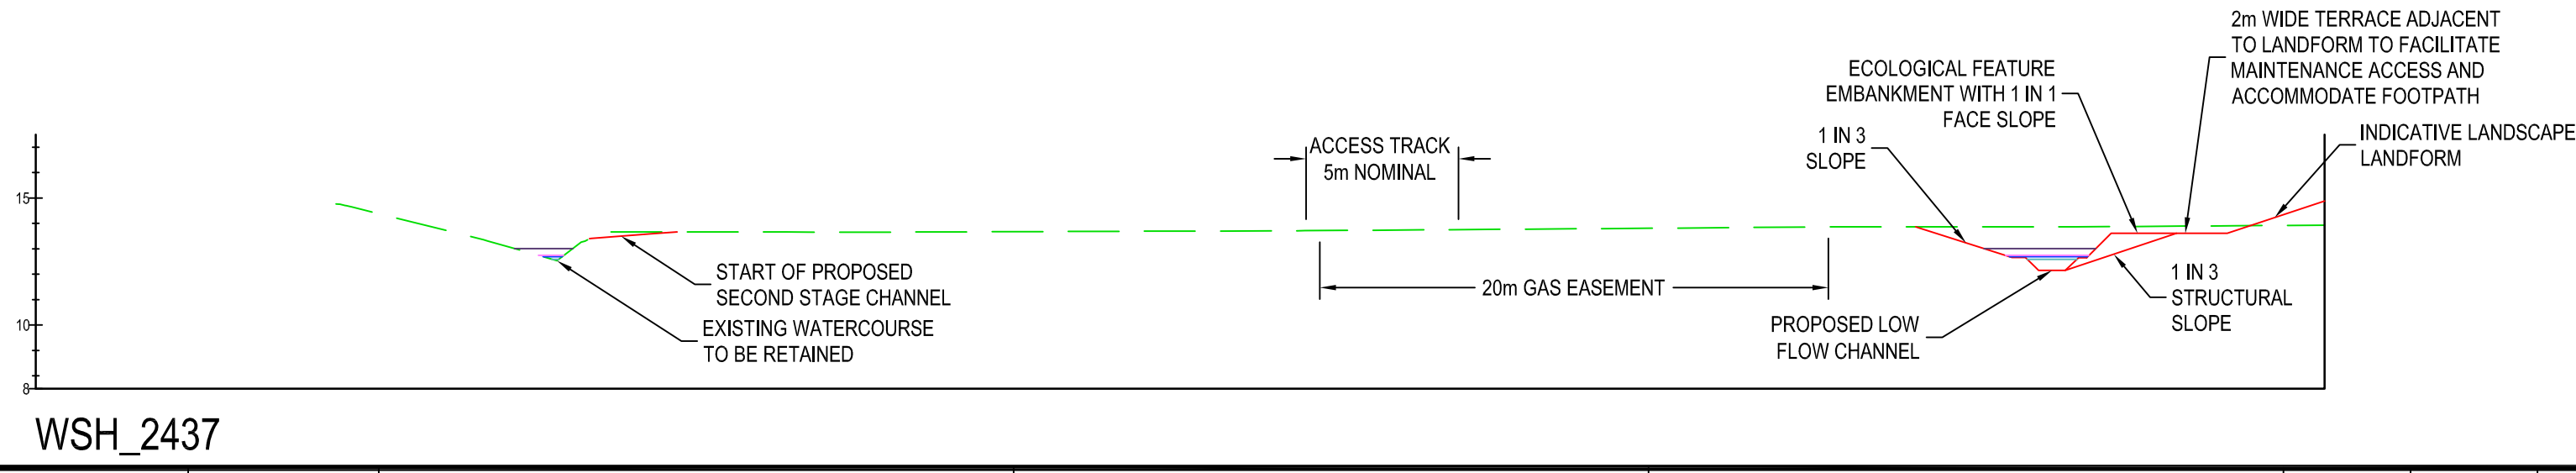 2m WIDE TERRACE ADJACENT
TO LANDFORM TO FACILITATE
MAINTENANCE ACCESS AND
ACCOMMODATE FOOTPATH
ECOLOGICAL FEATURE
EMBANKMENT WITH 1 IN 1
FACE SLOPE
1 IN 3
SLOPE
INDICATIVE LANDSCAPE
LANDFORM
ACCESS TRACK
5m NOMINAL
15
10
8
START OF PROPOSED
SECOND STAGE CHANNEL
EXISTING WATERCOURSE
TO BE RETAINED
20m GAS EASEMENT
PROPOSED LOW
FLOW CHANNEL
1 IN 3
STRUCTURAL
SLOPE
WSH_2437